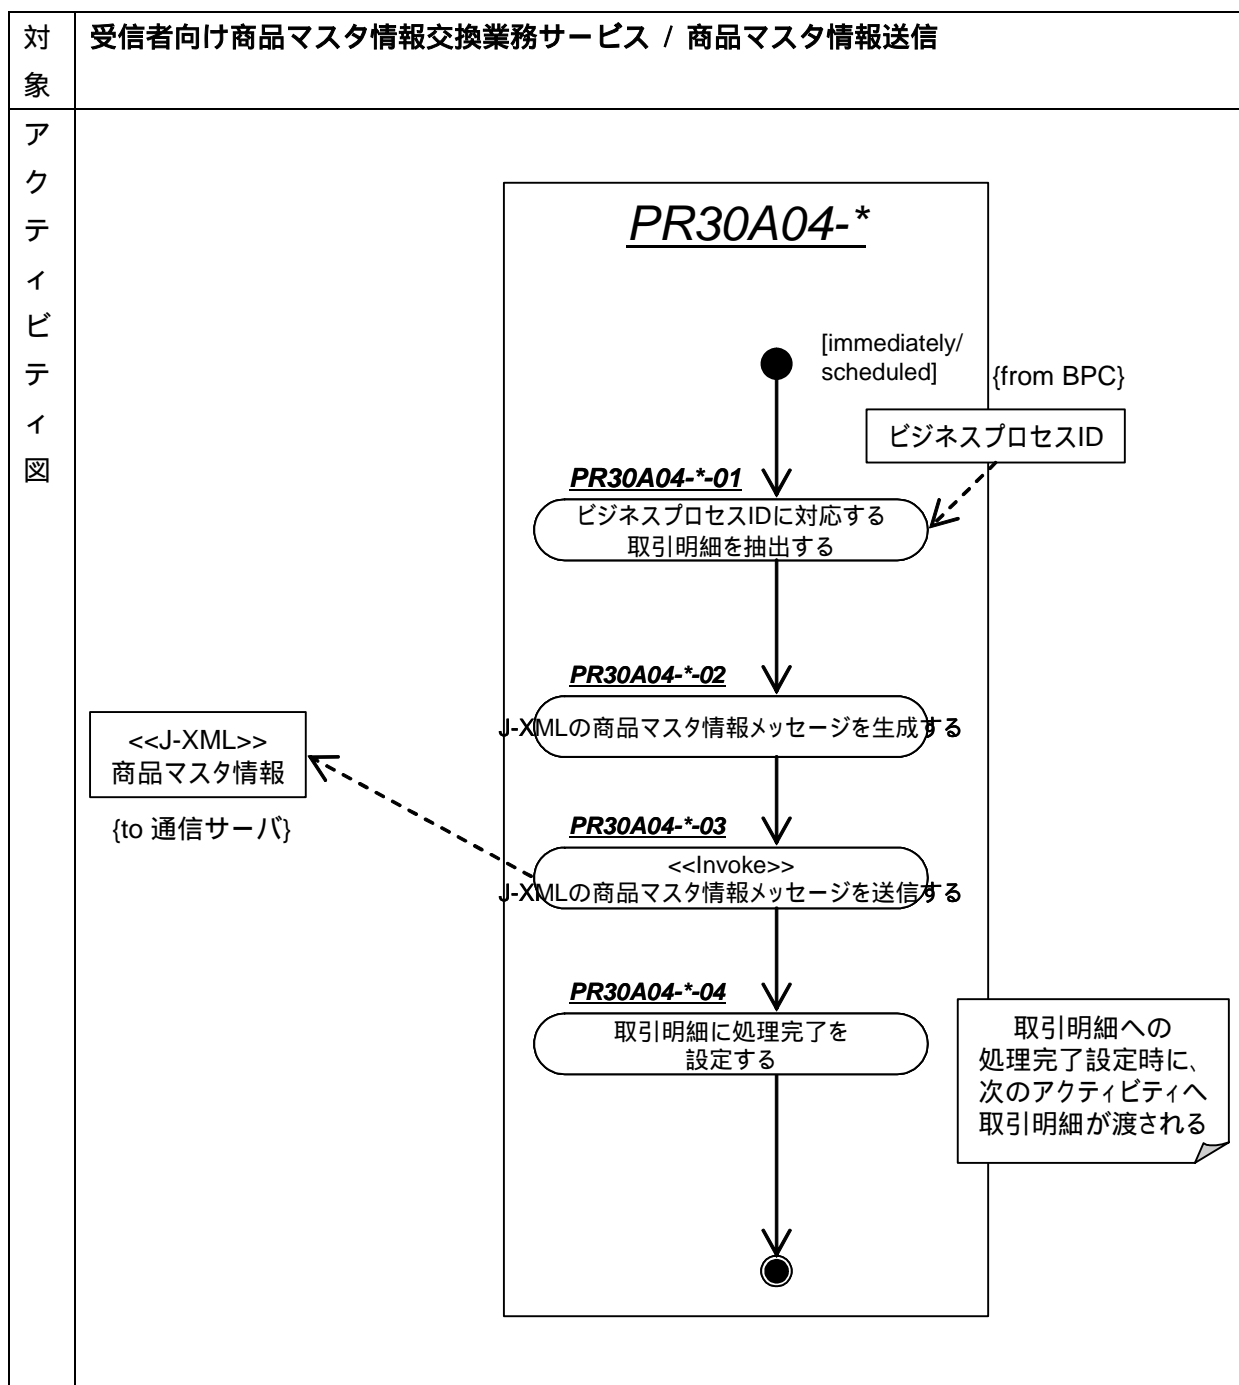 対象
受信者向け商品マスタ情報交換業務サービス / 商品マスタ情報送信
アクティビティ図
PR30A04-*
[immediately/
scheduled]
{from BPC}
ビジネスプロセスID
PR30A04-*-01
ビジネスプロセスIDに対応する
取引明細を抽出する
PR30A04-*-02
J-XMLの商品マスタ情報メッセージを生成する
<<J-XML>>
商品マスタ情報
{to 通信サーバ}
PR30A04-*-03
<<Invoke>>
J-XMLの商品マスタ情報メッセージを送信する
PR30A04-*-04
取引明細に処理完了を
設定する
取引明細への
処理完了設定時に、
次のアクティビティへ
取引明細が渡される